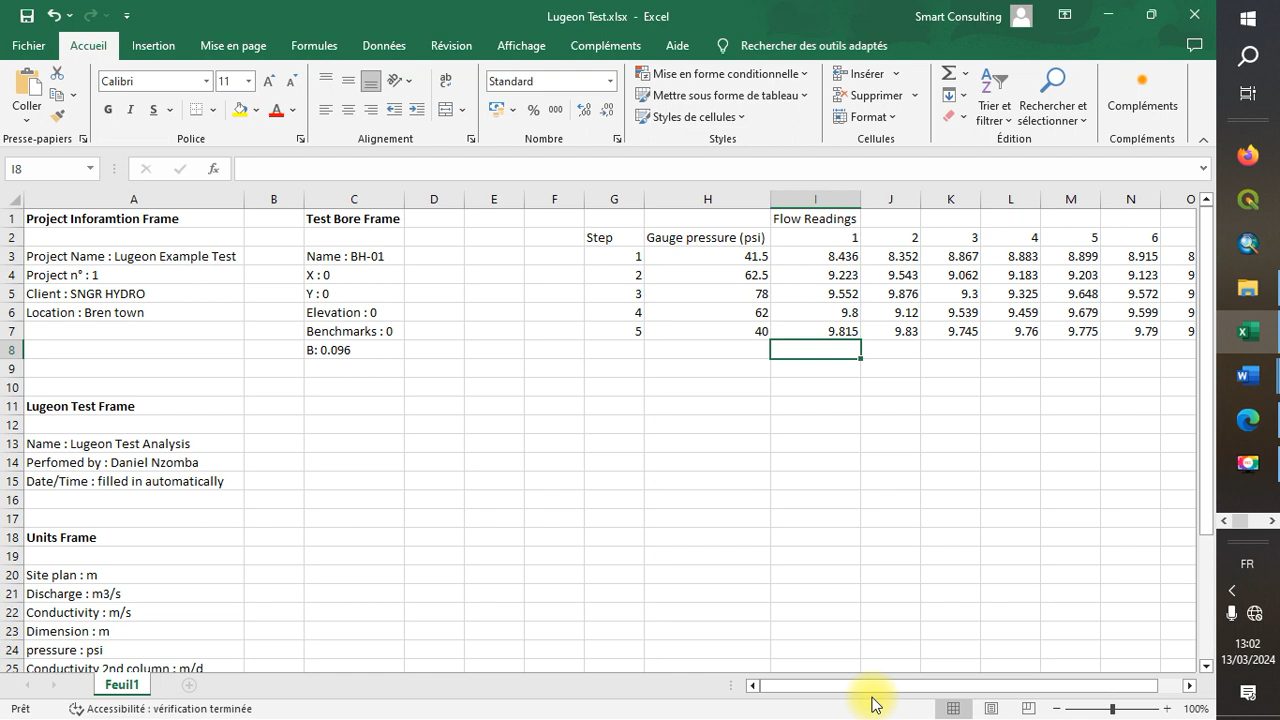 Lugeon Test.xlsx - Excel
Smart Consulting
Fichier Accueil Insertion Mise en page Formules Données Révision Affichage Compléments Aide Rechercher des outils adaptés
Coller
Calibri 11
G I S
Standard
% 000
Mise en forme conditionnelle
Mettre sous forme de tableau
Styles de cellules
Insérer
Supprimer
Format
Trier et filtrer
Rechercher et sélectionner
Compléments
Presse-papiers Police Alignement Nombre Styles Cellules Édition Compléments
I8 fx
A B C D E F G H I J K L M N O
1 Project Inforamtion Frame Test Bore Frame Flow Readings
2 Step Gauge pressure (psi) 1 2 3 4 5 6
3 Project Name : Lugeon Example Test Name : BH-01 1 41.5 8.436 8.352 8.867 8.883 8.899 8.915 8
4 Project n° : 1 X : 0 2 62.5 9.223 9.543 9.062 9.183 9.203 9.123 9
5 Client : SNGR HYDRO Y : 0 3 78 9.552 9.876 9.3 9.325 9.648 9.572 9
6 Location : Bren town Elevation : 0 4 62 9.8 9.12 9.539 9.459 9.679 9.599 9
7 Benchmarks : 0 5 40 9.815 9.83 9.745 9.76 9.775 9.79 9
8 B: 0.096
9
10
11 Lugeon Test Frame
12
13 Name : Lugeon Test Analysis
14 Perfomed by : Daniel Nzomba
15 Date/Time : filled in automatically
16
17
18 Units Frame
19
20 Site plan : m
21 Discharge : m3/s
22 Conductivity : m/s
23 Dimension : m
24 pressure : psi
25 Conductivity 2nd column : m/d
Feuil1
Prêt Accessibilité : vérification terminée 100%
FR
13:02
13/03/2024